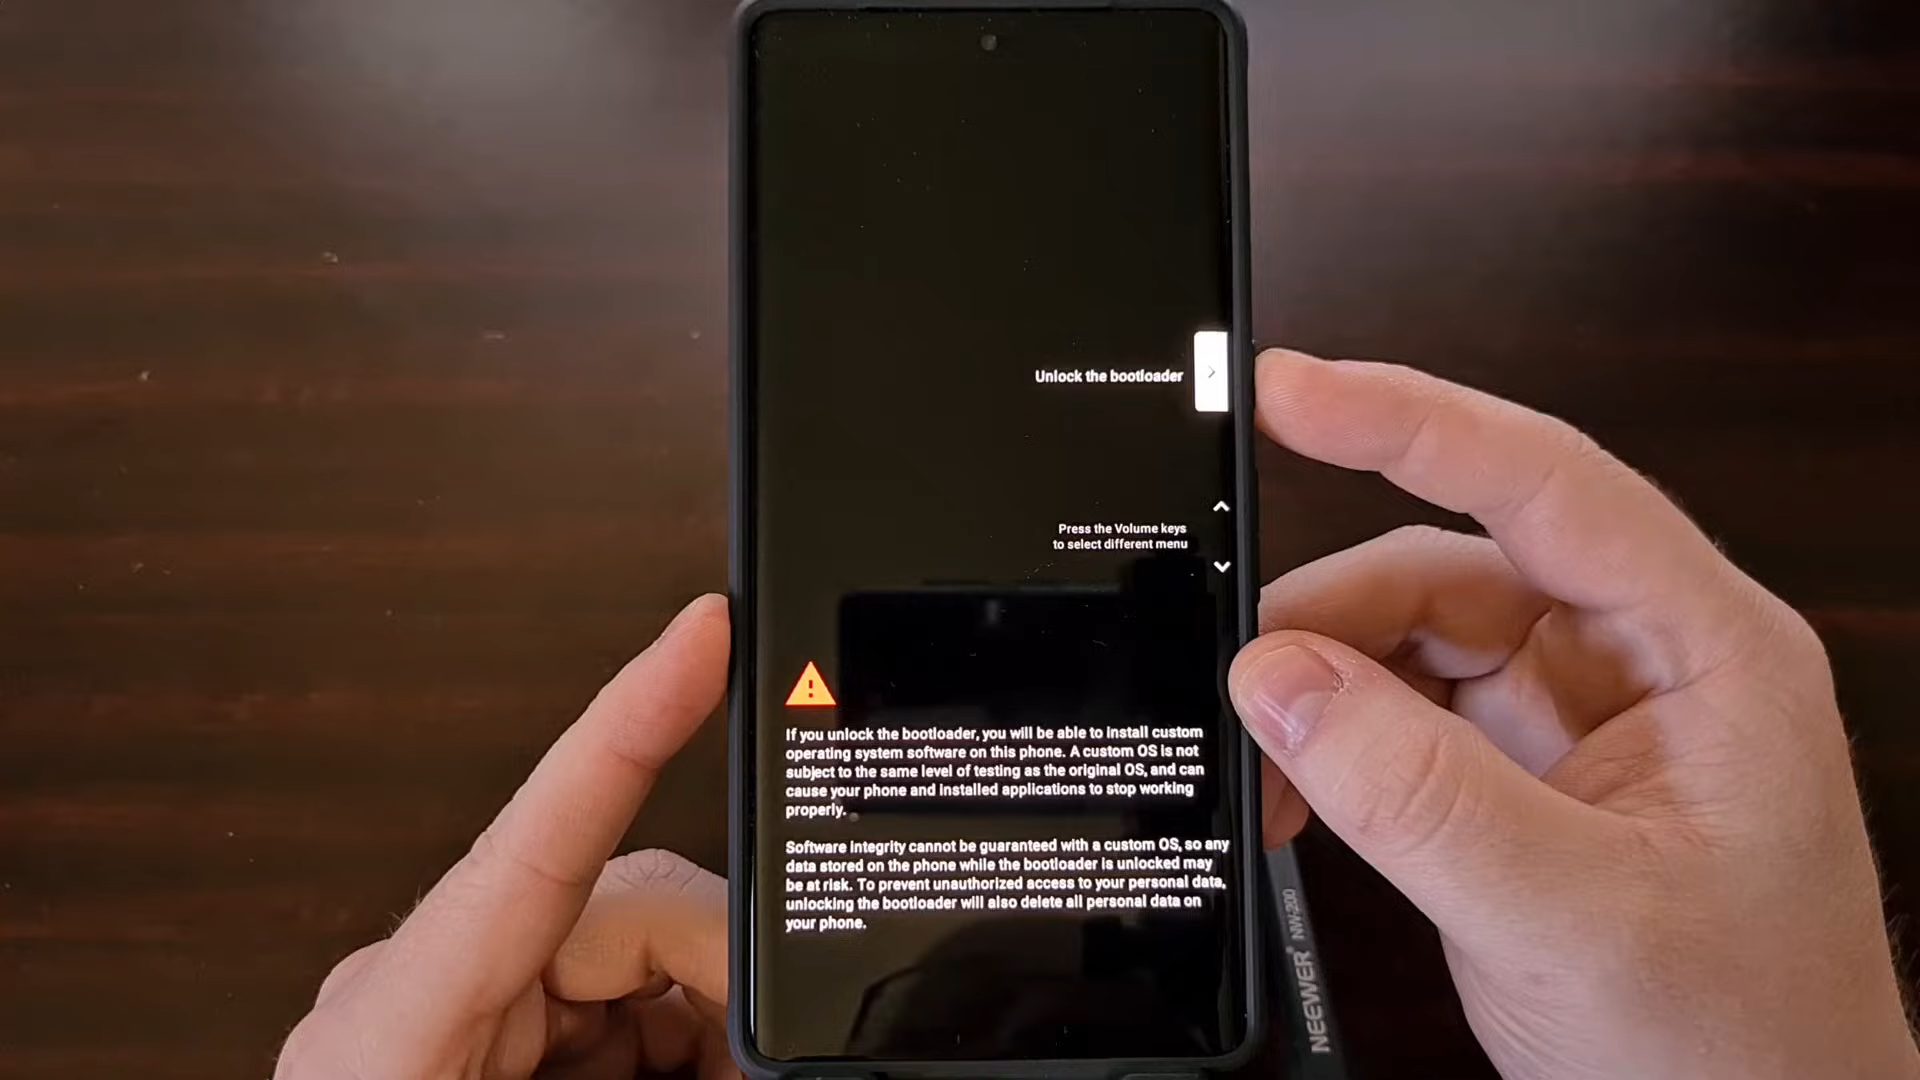 Unlock the bootloader
Press the Volume keys
to select different menu
If you unlock the bootloader, you will be able to install custom
operating system software on this phone. A custom OS is not
subject to the same level of testing as the original OS, and can
cause your phone and installed applications to stop working
properly.
Software integrity cannot be guaranteed with a custom OS, so any
data stored on the phone while the bootloader is unlocked may
be at risk. To prevent unauthorized access to your personal data,
unlocking the bootloader will also delete all personal data on
your phone.
NEEWER® NW-200